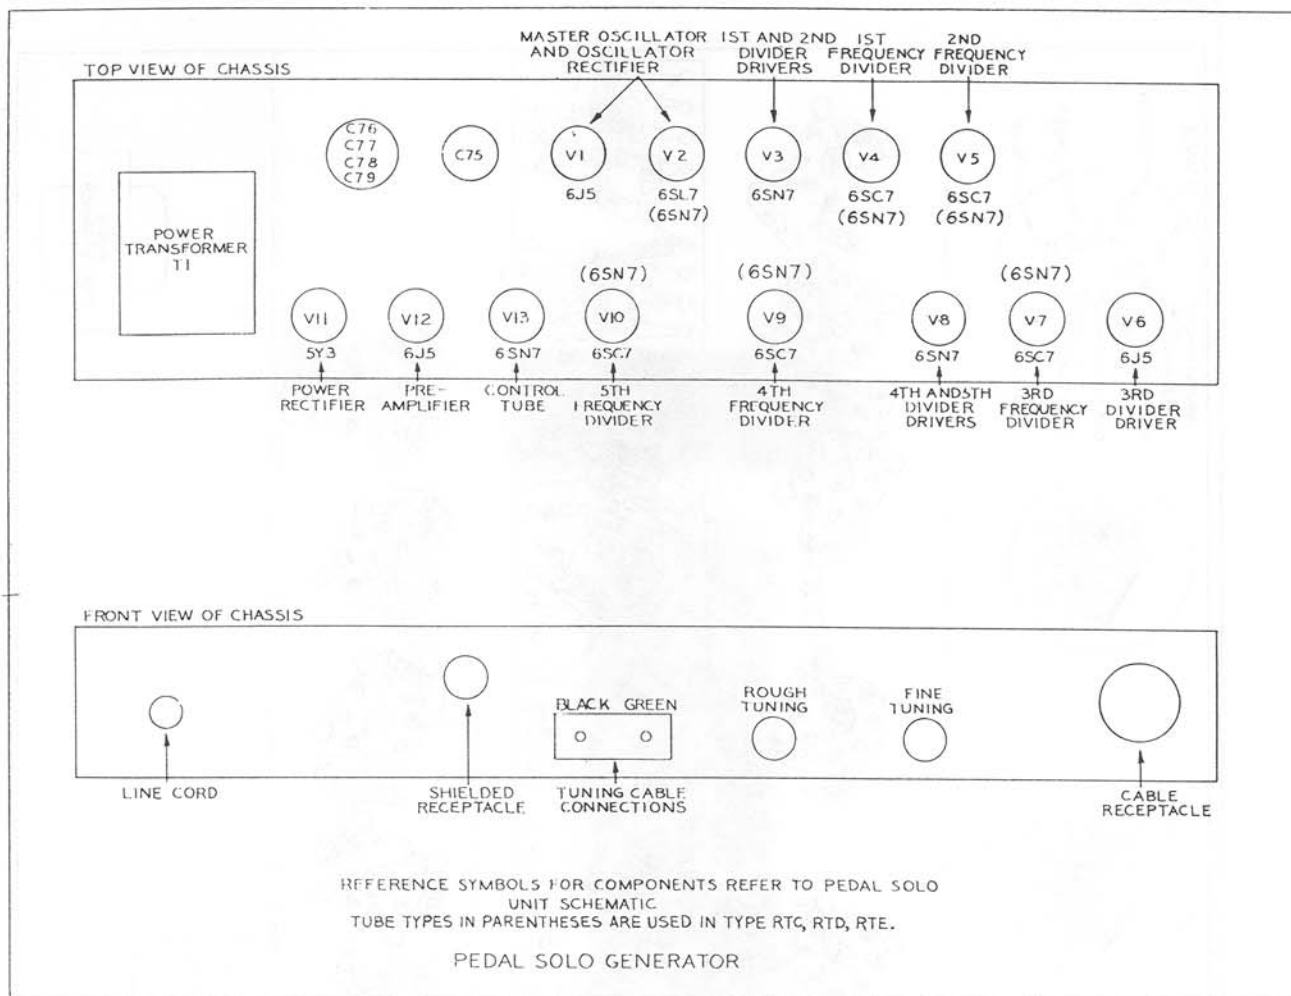 MASTER OSCILLATOR
AND OSCILLATOR
RECTIFIER
1ST AND 2ND
DIVIDER
DRIVERS
1ST
FREQUENCY
DIVIDER
2ND
FREQUENCY
DIVIDER
TOP VIEW OF CHASSIS
C76
C77
C78
C79
C75
V1
6J5
V2
6SL7
(6SN7)
V3
6SN7
V4
6SC7
(6SN7)
V5
6SC7
(6SN7)
POWER
TRANSFORMER
T1
V11
5Y3
POWER
RECTIFIER
V12
6J5
PRE-
AMPLIFIER
V13
6SN7
CONTROL
TUBE
(6SN7)
V10
6SC7
5TH
FREQUENCY
DIVIDER
(6SN7)
V9
6SC7
4TH
FREQUENCY
DIVIDER
V8
6SN7
4TH AND 5TH
DIVIDER
DRIVERS
(6SN7)
V7
6SC7
3RD
FREQUENCY
DIVIDER
V6
6J5
3RD
DIVIDER
DRIVER
FRONT VIEW OF CHASSIS
LINE CORD
SHIELDED
RECEPTACLE
BLACK GREEN
TUNING CABLE
CONNECTIONS
ROUGH
TUNING
FINE
TUNING
CABLE
RECEPTACLE
REFERENCE SYMBOLS FOR COMPONENTS REFER TO PEDAL SOLO
UNIT SCHEMATIC
TUBE TYPES IN PARENTHESES ARE USED IN TYPE RTC, RTD, RTE.
PEDAL SOLO GENERATOR